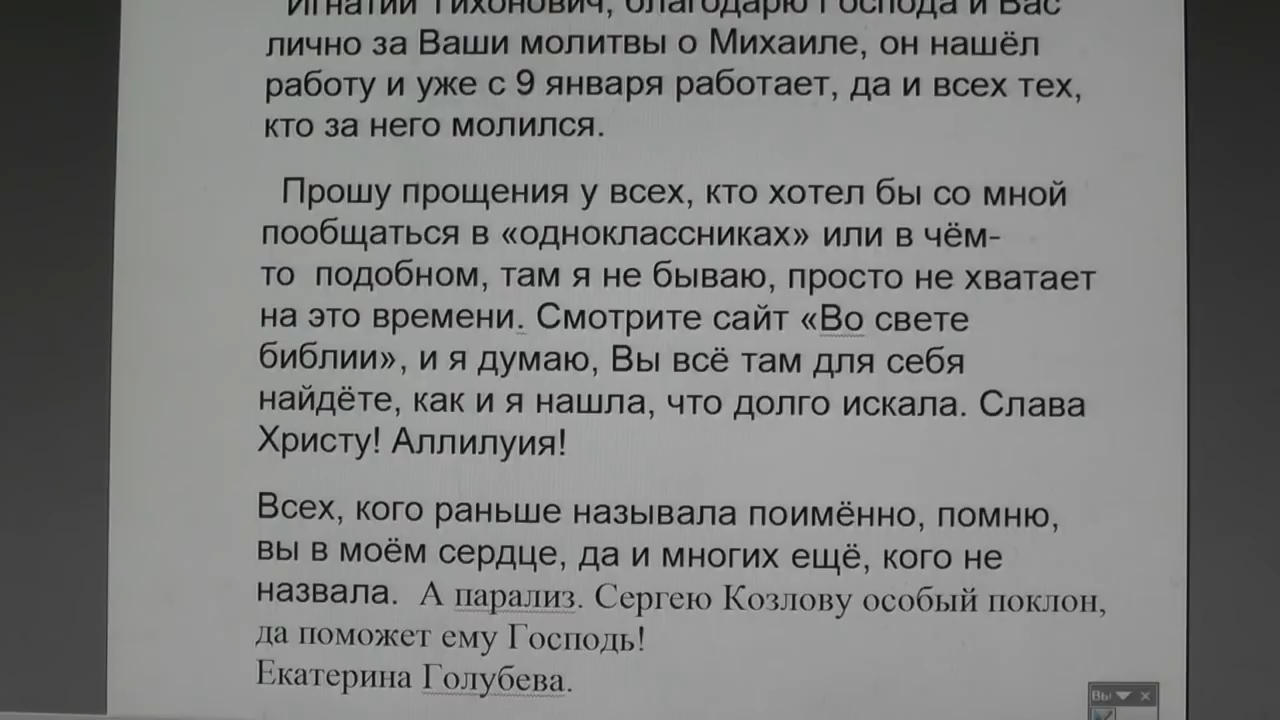 Игнатий Тихонович, благодарю Господа и Вас
лично за Ваши молитвы о Михаиле, он нашёл
работу и уже с 9 января работает, да и всех тех,
кто за него молился.
Прошу прощения у всех, кто хотел бы со мной
пообщаться в «одноклассниках» или в чём-
то подобном, там я не бываю, просто не хватает
на это времени. Смотрите сайт «Во свете
библии», и я думаю, Вы всё там для себя
найдёте, как и я нашла, что долго искала. Слава
Христу! Аллилуия!
Всех, кого раньше называла поимённо, помню,
вы в моём сердце, да и многих ещё, кого не
назвала. А парализ. Сергею Козлову особый поклон,
да поможет ему Господь!
Екатерина Голубева.
Вы